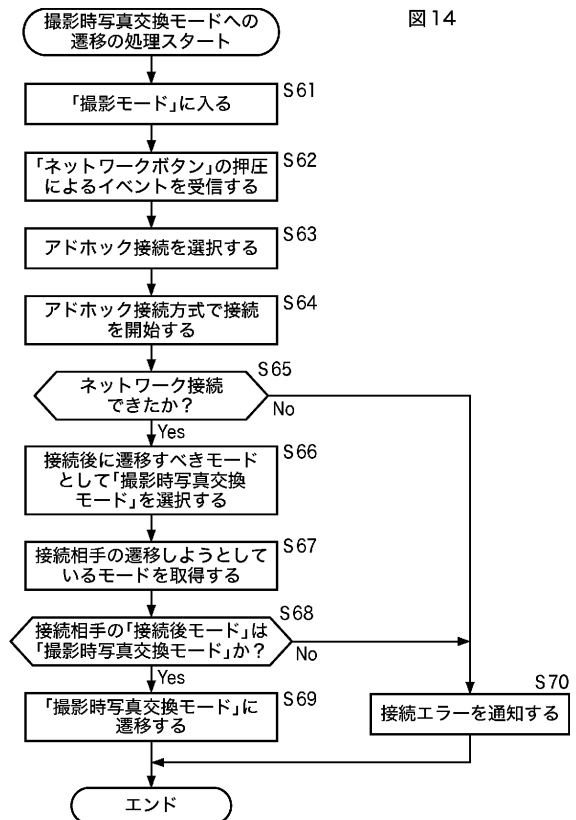 図14
撮影時写真交換モードへの
遷移の処理スタート
「撮影モード」に入る
S61
「ネットワークボタン」の押圧
によるイベントを受信する
S62
アドホック接続を選択する
S63
アドホック接続方式で接続
を開始する
S64
ネットワーク接続
できたか？
S65
No
Yes
接続後に遷移すべきモード
として「撮影時写真交換
モード」を選択する
S66
接続相手の遷移しようとして
いるモードを取得する
S67
接続相手の「接続後モード」は
「撮影時写真交換モード」か？
S68
No
Yes
「撮影時写真交換モード」に
遷移する
S69
接続エラーを通知する
S70
エンド